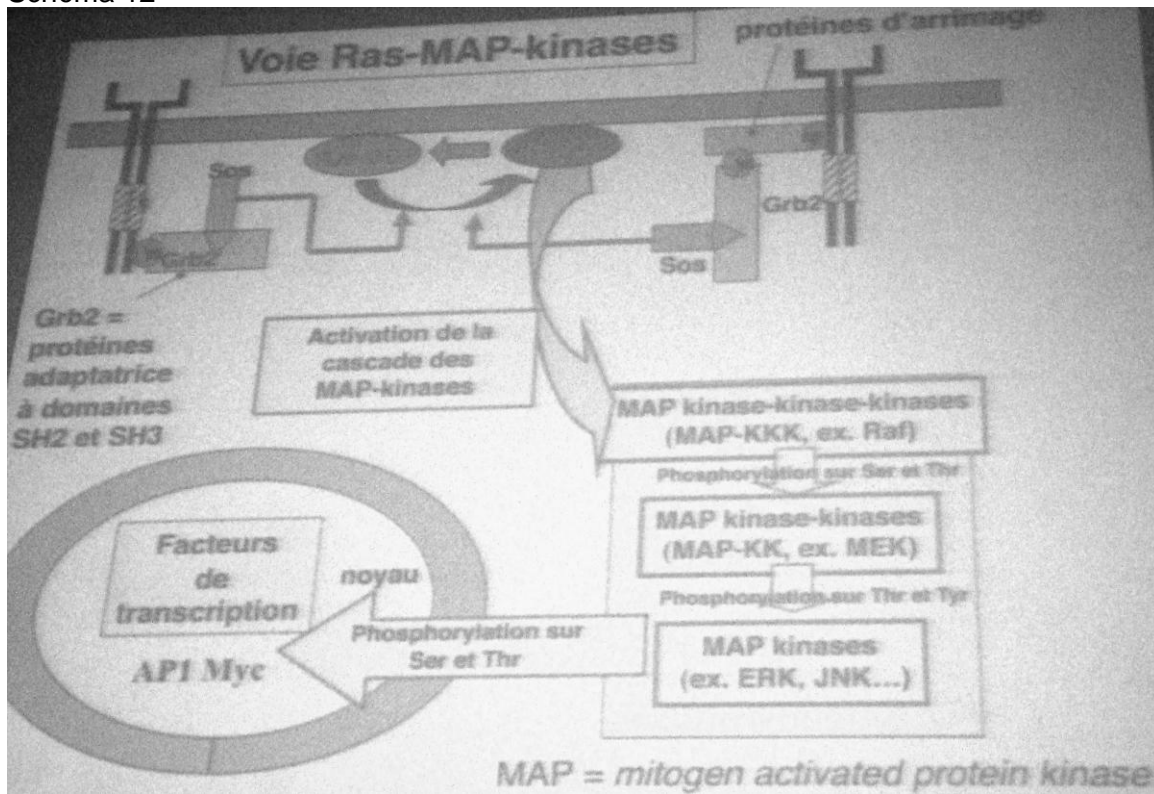 Schéma 12
Voie Ras-MAP-kinases
protéines d'arrimage
Sos
Grb2
Grb2
Sos
Grb2 =
protéines
adaptatrice
à domaines
SH2 et SH3
Activation de la
cascade des
MAP-kinases
MAP kinase-kinase-kinases
(MAP-KKK, ex. Raf)
Phosphorylation sur Ser et Thr
MAP kinase-kinases
(MAP-KK, ex. MEK)
Phosphorylation sur Thr et Tyr
MAP kinases
(ex. ERK, JNK...)
Phosphorylation sur
Ser et Thr
noyau
Facteurs
de
transcription
AP1 Myc
MAP = mitogen activated protein kinase